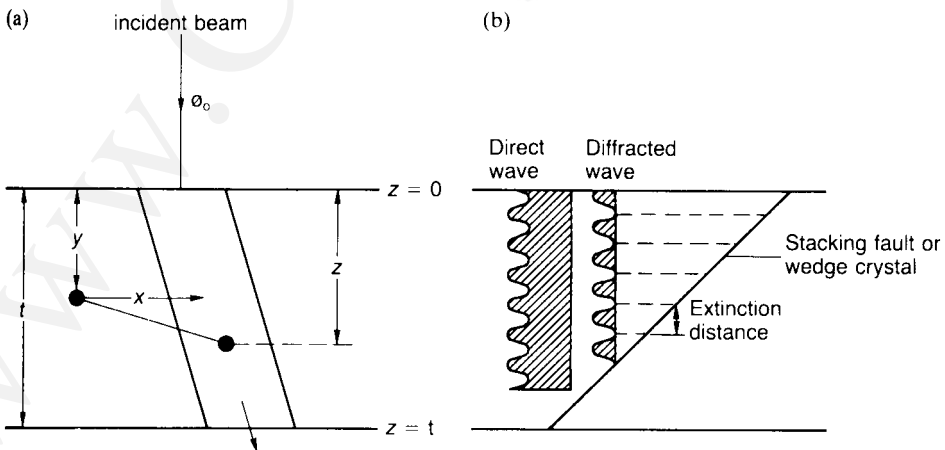 (a)
incident beam
ø₀
z = 0
y
z
x
t
z = t
(b)
Direct
wave
Diffracted
wave
Stacking fault or
wedge crystal
Extinction
distance